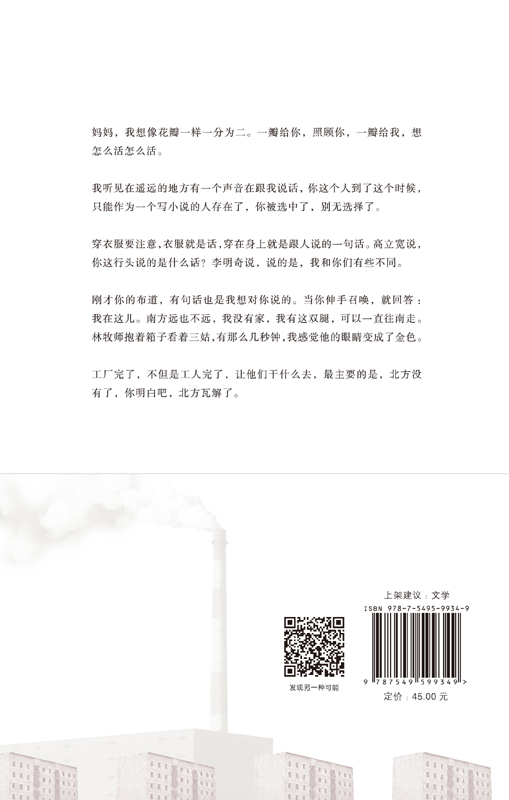 妈妈，我想像花瓣一样一分为二。一瓣给你，照顾你，一瓣给我，想
怎么活怎么活。
我听见在遥远的地方有一个声音在跟我说话，你这个人到了这个时候，
只能作为一个写小说的人存在了，你被选中了，别无选择了。
穿衣服要注意，衣服就是话，穿在身上就是跟人说的一句话。高立宽说，
你这行头说的是什么话？李明奇说，说的是，我和你们有些不同。
刚才你的布道，有句话也是我想对你说的。当你伸手召唤，就回答：
我在这儿。南方远也不远，我没有家，我有这双腿，可以一直往南走。
林牧师抱着箱子看着三姑，有那么几秒钟，我感觉他的眼睛变成了金色。
工厂完了，不但是工人完了，让他们干什么去，最主要的是，北方没
有了，你明白吧，北方瓦解了。
上架建议：文学
ISBN 978-7-5495-9934-9
9 787549 599349 >
发现另一种可能
定价：45.00 元